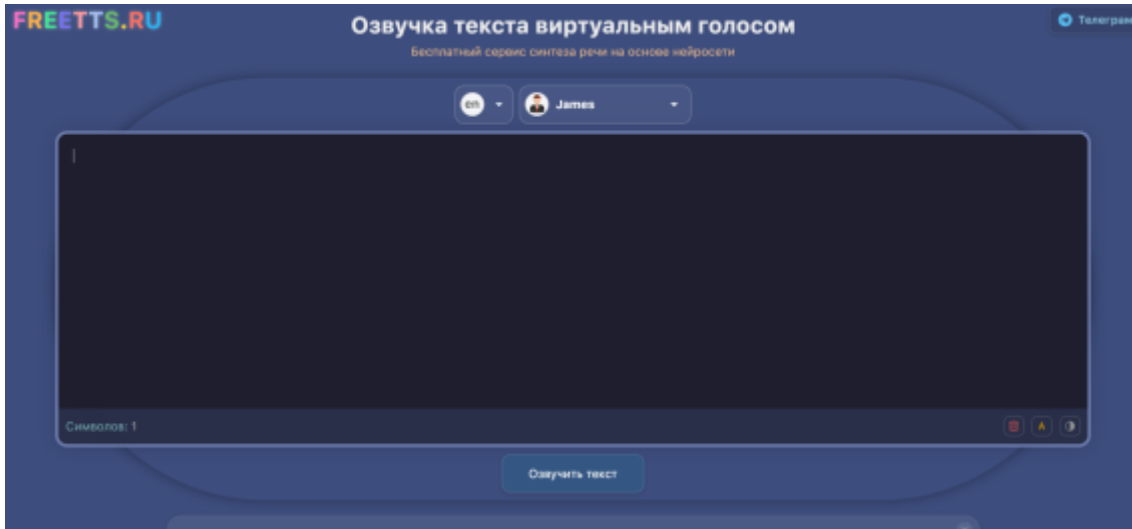 FREETTS.RU
Озвучка текста виртуальным голосом
Телеграм
Бесплатный сервис синтеза речи на основе нейросети
en
James
Символов: 1
A
Озвучить текст